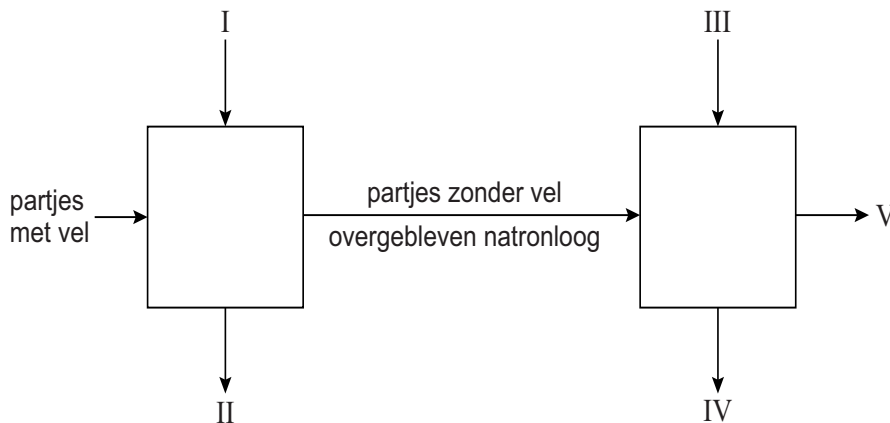 I
III
partjes
met vel
partjes zonder vel
overgebleven natronloog
V
II
IV